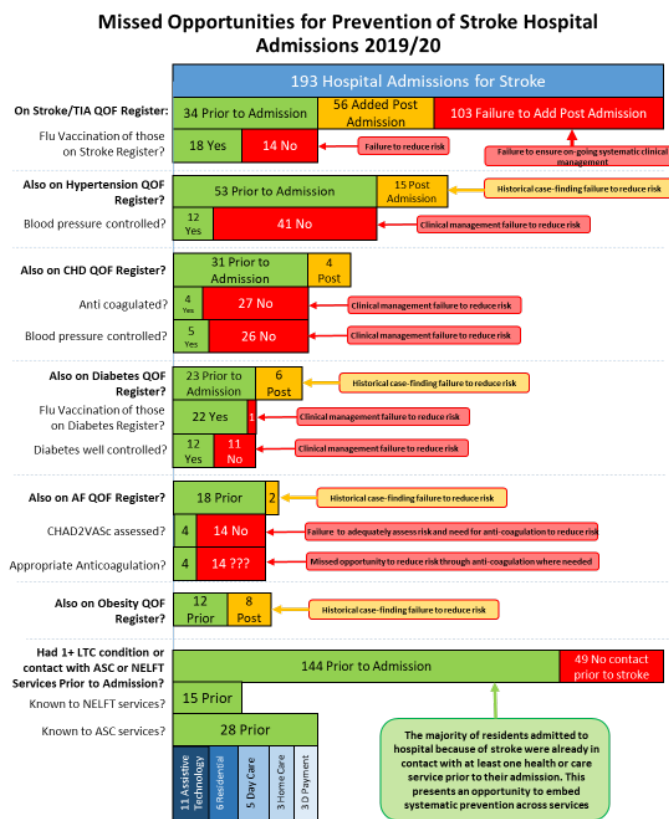 Missed Opportunities for Prevention of Stroke Hospital
Admissions 2019/20
193 Hospital Admissions for Stroke
On Stroke/TIA QOF Register:
34 Prior to Admission
56 Added Post
Admission
103 Failure to Add Post Admission
Flu Vaccination of those
on Stroke Register?
18 Yes
14 No
Failure to reduce risk
Failure to ensure on-going systematic clinical
management
Also on Hypertension QOF
Register?
53 Prior to Admission
15 Post
Admission
Historical case-finding failure to reduce risk
Blood pressure controlled?
12
Yes
41 No
Clinical management failure to reduce risk
Also on CHD QOF Register?
31 Prior to
Admission
4
Post
Anti coagulated?
4
Yes
27 No
Clinical management failure to reduce risk
Blood pressure controlled?
5
Yes
26 No
Clinical management failure to reduce risk
Also on Diabetes QOF
Register?
23 Prior to
Admission
6
Post
Historical case-finding failure to reduce risk
Flu Vaccination of those
on Diabetes Register?
22 Yes
1
Clinical management failure to reduce risk
Diabetes well controlled?
12
Yes
11
No
Clinical management failure to reduce risk
Also on AF QOF Register?
18 Prior
2
Historical case-finding failure to reduce risk
CHAD2VASc assessed?
4
14 No
Failure to adequately assess risk and need for anti-coagulation to reduce risk
Appropriate Anticoagulation?
4
14 ???
Missed opportunity to reduce risk through anti-coagulation where needed
Also on Obesity QOF
Register?
12
Prior
8
Post
Historical case-finding failure to reduce risk
Had 1+ LTC condition or
contact with ASC or NELFT
Services Prior to Admission?
144 Prior to Admission
49 No contact
prior to stroke
Known to NELFT services?
15 Prior
Known to ASC services?
28 Prior
11 Assistive
Technology
6 Residential
5 Day Care
3 Home Care
3 D Payment
The majority of residents admitted to
hospital because of stroke were already in
contact with at least one health or care
service prior to their admission. This
presents an opportunity to embed
systematic prevention across services